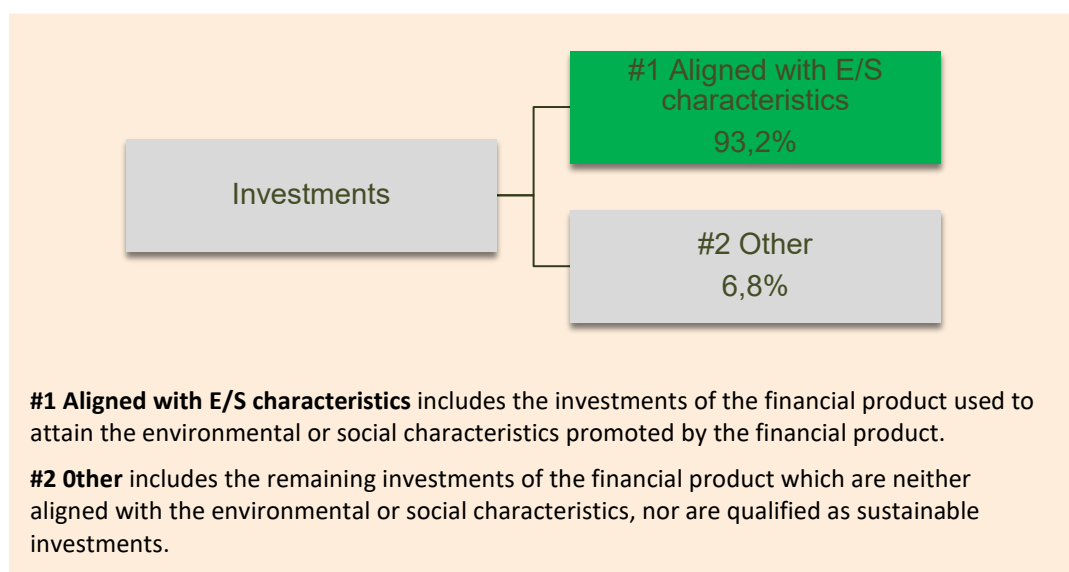 #1 Aligned with E/S
characteristics
93,2%
Investments
#2 Other
6,8%
#1 Aligned with E/S characteristics includes the investments of the financial product used to
attain the environmental or social characteristics promoted by the financial product.
#2 0ther includes the remaining investments of the financial product which are neither
aligned with the environmental or social characteristics, nor are qualified as sustainable
investments.